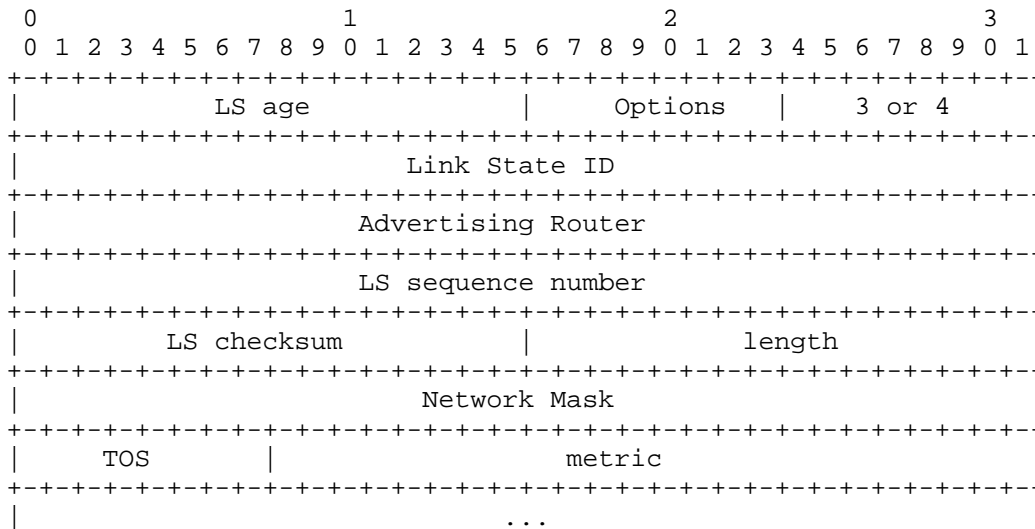 0                   1                   2                   3
 0 1 2 3 4 5 6 7 8 9 0 1 2 3 4 5 6 7 8 9 0 1 2 3 4 5 6 7 8 9 0 1
+-+-+-+-+-+-+-+-+-+-+-+-+-+-+-+-+-+-+-+-+-+-+-+-+-+-+-+-+-+-+-+-
|            LS age             |     Options   |    3 or 4
+-+-+-+-+-+-+-+-+-+-+-+-+-+-+-+-+-+-+-+-+-+-+-+-+-+-+-+-+-+-+-+-
|                        Link State ID
+-+-+-+-+-+-+-+-+-+-+-+-+-+-+-+-+-+-+-+-+-+-+-+-+-+-+-+-+-+-+-+-
|                     Advertising Router
+-+-+-+-+-+-+-+-+-+-+-+-+-+-+-+-+-+-+-+-+-+-+-+-+-+-+-+-+-+-+-+-
|                     LS sequence number
+-+-+-+-+-+-+-+-+-+-+-+-+-+-+-+-+-+-+-+-+-+-+-+-+-+-+-+-+-+-+-+-
|         LS checksum           |             length
+-+-+-+-+-+-+-+-+-+-+-+-+-+-+-+-+-+-+-+-+-+-+-+-+-+-+-+-+-+-+-+-
|                         Network Mask
+-+-+-+-+-+-+-+-+-+-+-+-+-+-+-+-+-+-+-+-+-+-+-+-+-+-+-+-+-+-+-+-
|     TOS       |                  metric
+-+-+-+-+-+-+-+-+-+-+-+-+-+-+-+-+-+-+-+-+-+-+-+-+-+-+-+-+-+-+-+-
|                              ...